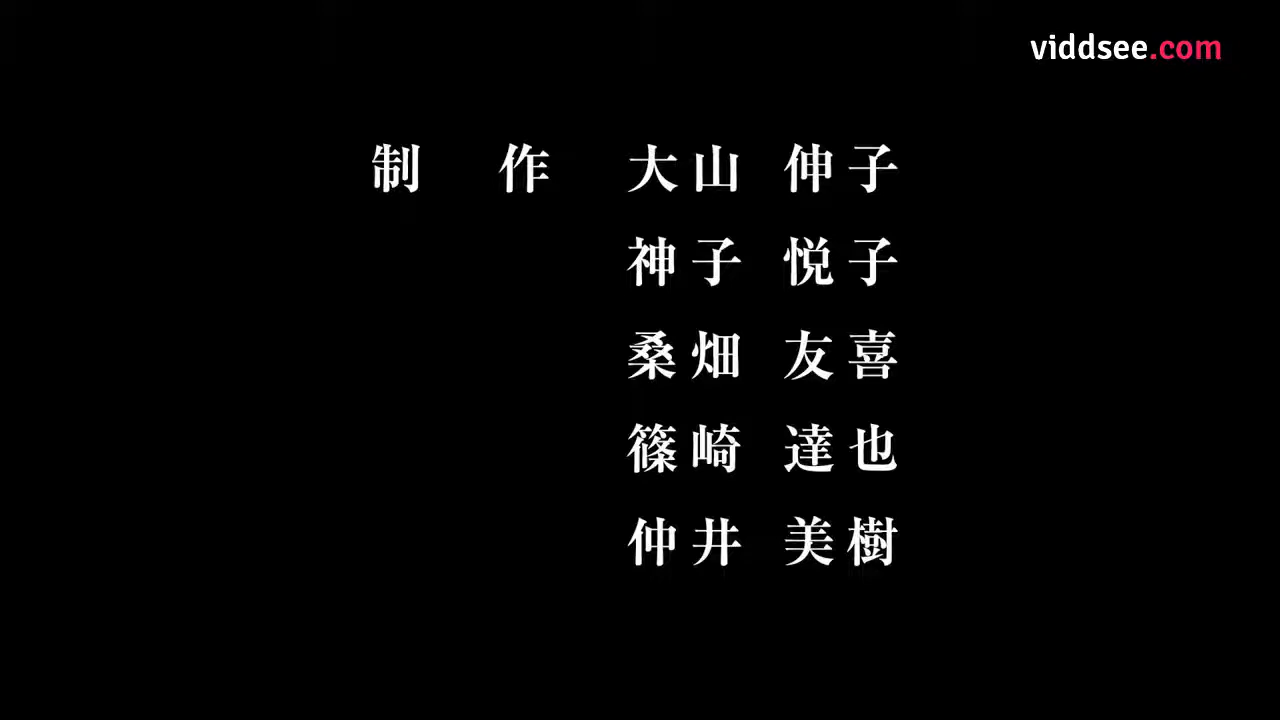 viddsee.com
制 作 大山 伸子
神子 悦子
桑畑 友喜
篠崎 達也
仲井 美樹